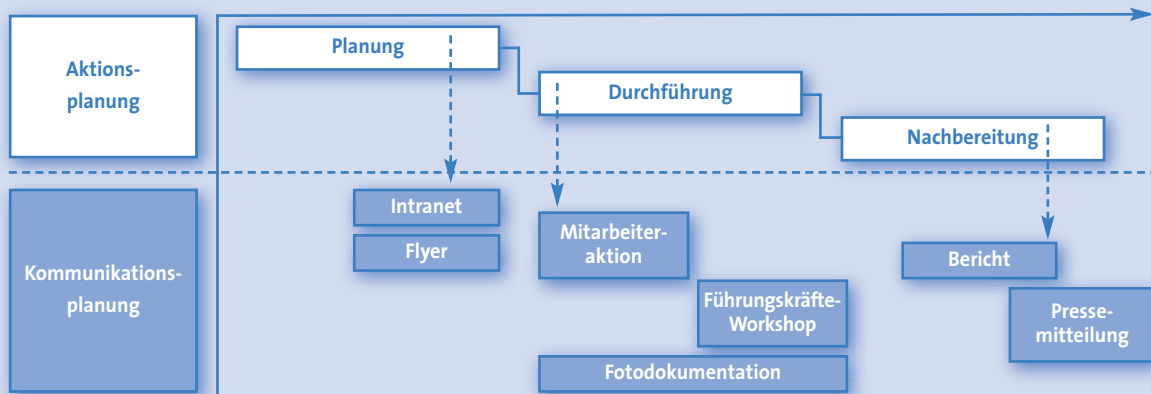 Aktions-
planung
Planung
Durchführung
Nachbereitung
Kommunikations-
planung
Intranet
Flyer
Mitarbeiter-
aktion
Führungskräfte-
Workshop
Fotodokumentation
Bericht
Presse-
mitteilung